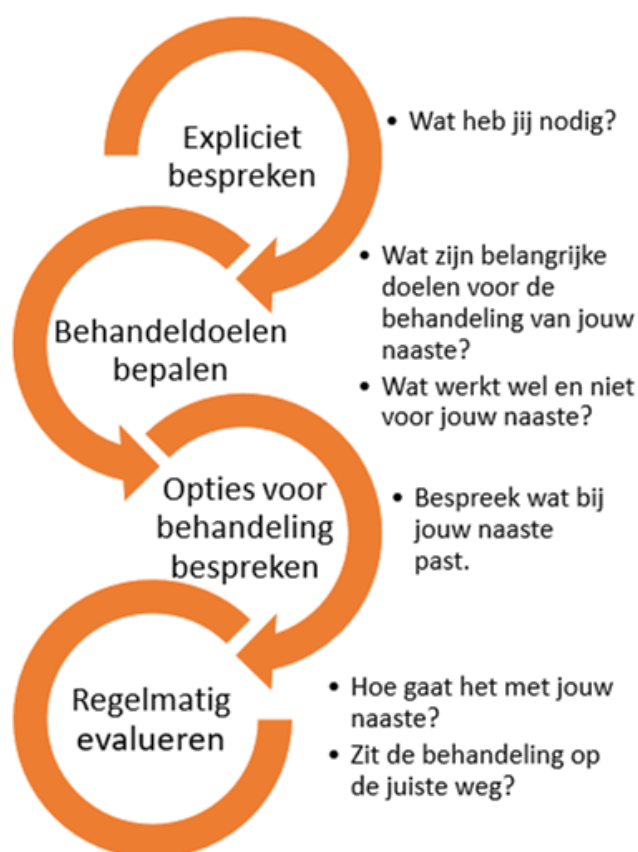 Expliciet
bespreken
• Wat heb jij nodig?
Behandeldoelen
bepalen
• Wat zijn belangrijke
doelen voor de
behandeling van jouw
naaste?
• Wat werkt wel en niet
voor jouw naaste?
Opties voor
behandeling
bespreken
• Bespreek wat bij
jouw naaste
past.
Regelmatig
evalueren
• Hoe gaat het met jouw
naaste?
• Zit de behandeling op
de juiste weg?